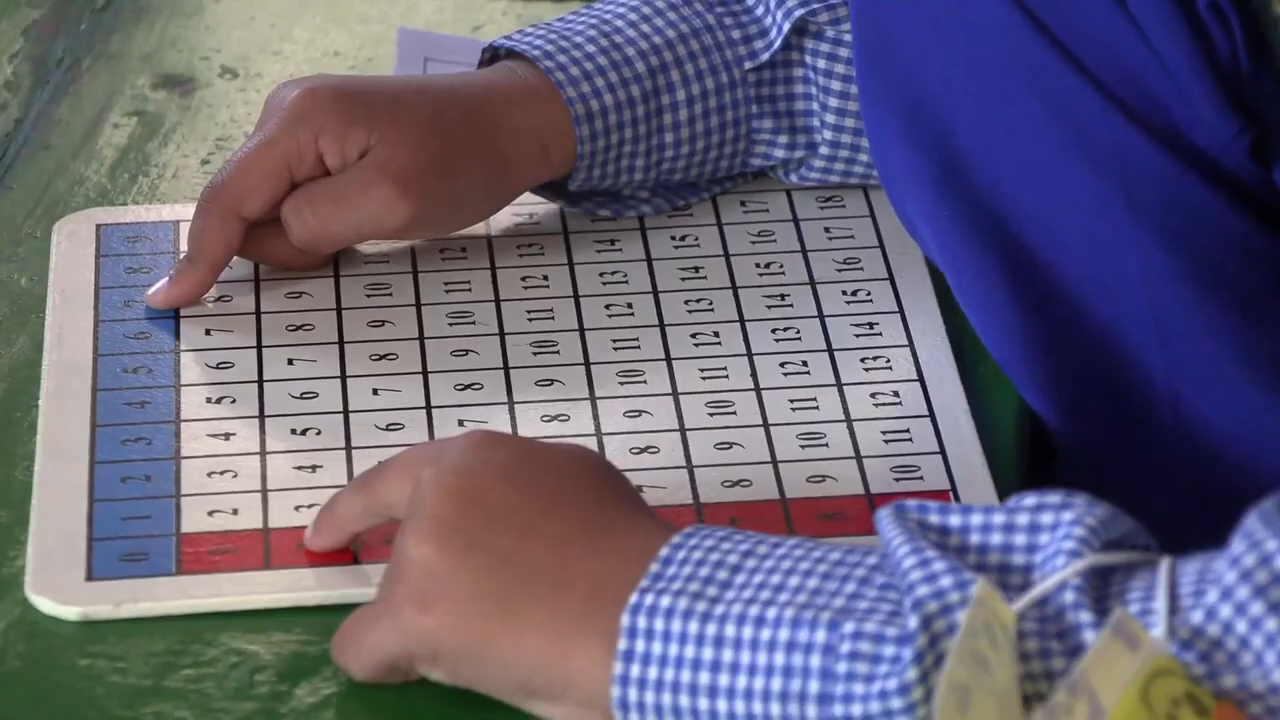 0 1 2 3 4 5 6 7 8 9
2 3 4 5 6 7 8
3 4 5 6 7 8 9
6 7 8 9 10 11
7 8 9 10 11 12
8 9 10 11 12 13 14
7 8 9 10 11 12 13 14
8 9 10 11 12 13 14 15 16
9 10 11 12 13 14 15 16 17
10 11 12 13 14 15 16 17 18